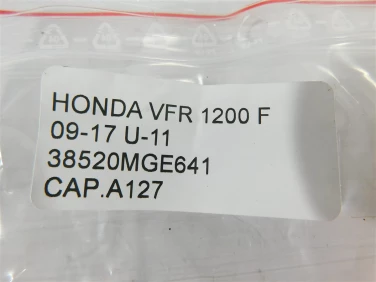 HONDA VFR 1200 F
09-17 U-11
38520MGE641
CAP.A127